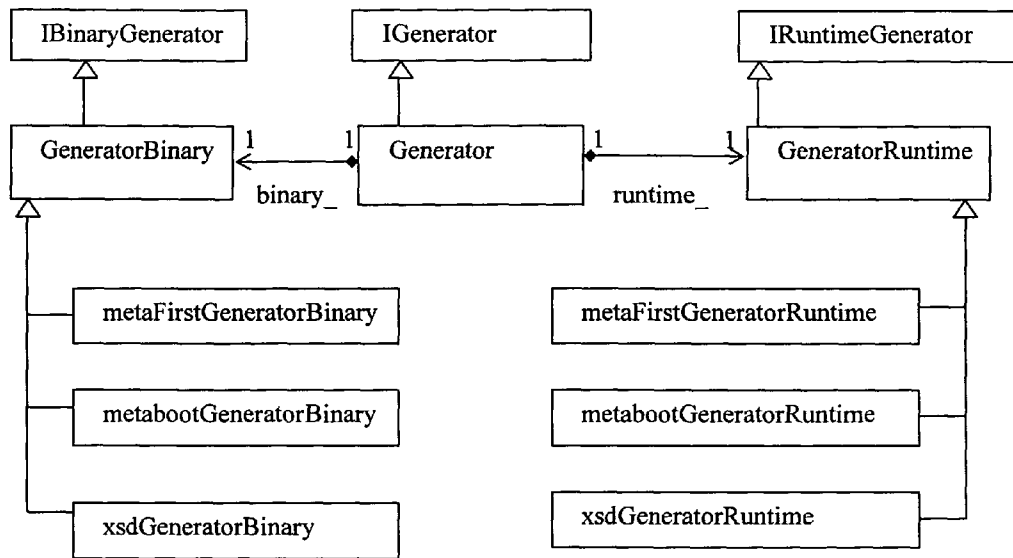 IBinaryGenerator
IGenerator
IRuntimeGenerator
GeneratorBinary
1
1
Generator
1
1
GeneratorRuntime
binary_
runtime_
metaFirstGeneratorBinary
metaFirstGeneratorRuntime
metabootGeneratorBinary
metabootGeneratorRuntime
xsdGeneratorBinary
xsdGeneratorRuntime